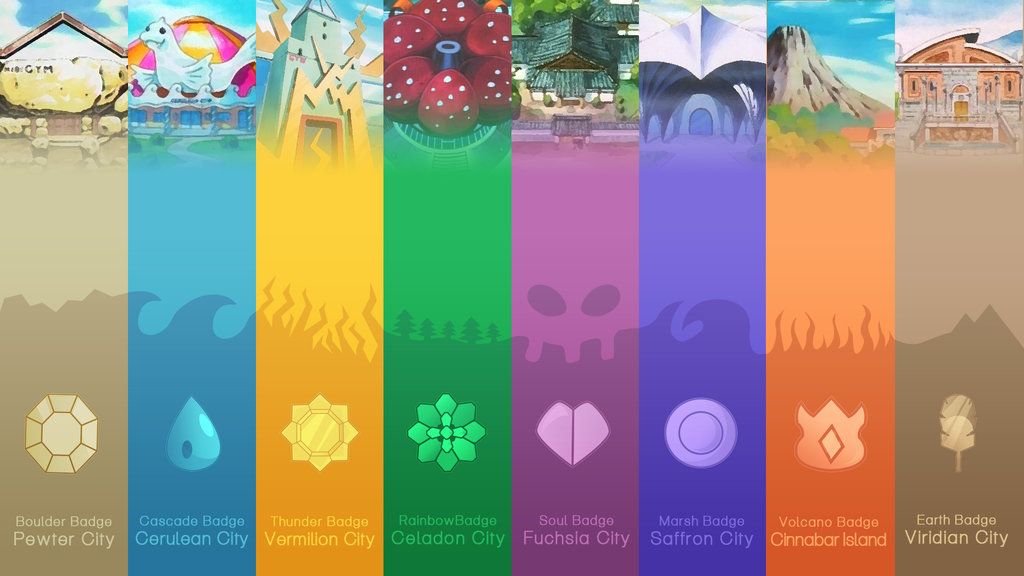 GYM
Boulder Badge
Pewter City
Cascade Badge
Cerulean City
Thunder Badge
Vermilion City
RainbowBadge
Celadon City
Soul Badge
Fuchsia City
Marsh Badge
Saffron City
Volcano Badge
Cinnabar Island
Earth Badge
Viridian City